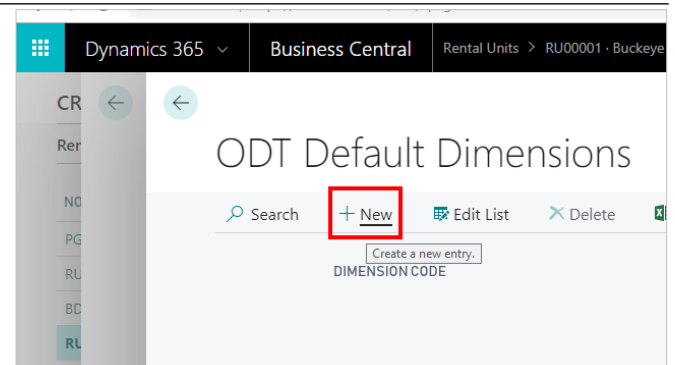 Dynamics 365 Business Central Rental Units > RU00001 · Buckeye
CR
Rer
ODT Default Dimensions
NO
Search + New Edit List Delete
PG
Create a new entry.
DIMENSION CODE
RU
BD
RU